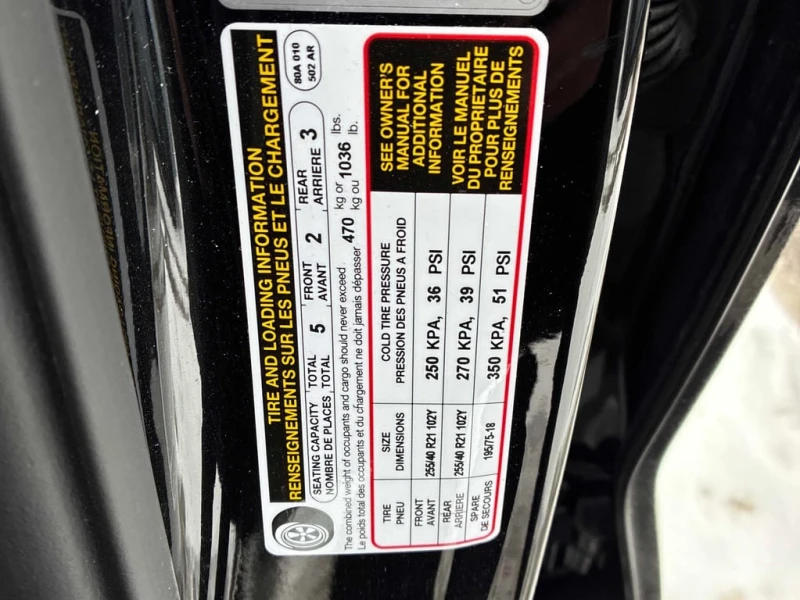 TIRE AND LOADING INFORMATION
RENSEIGNEMENTS SUR LES PNEUS ET LE CHARGEMENT
80A 010
502 AR
SEATING CAPACITY TOTAL 5 FRONT 2 REAR 3
NOMBRE DE PLACES TOTAL AVANT ARRIERE
The combined weight of occupants and cargo should never exceed 470 kg or 1036 lbs.
Le poids total des occupants et du chargement ne doit jamais dépasser kg ou lb.
TIRE SIZE COLD TIRE PRESSURE
PNEU DIMENSIONS PRESSION DES PNEUS A FROID
FRONT 255/40 R21 102Y 250 KPA, 36 PSI
AVANT
REAR 255/40 R21 102Y 270 KPA, 39 PSI
ARRIERE
SPARE 195/75-18 350 KPA, 51 PSI
DE SECOURS
SEE OWNER'S
MANUAL FOR
ADDITIONAL
INFORMATION
VOIR LE MANUEL
DU PROPRIETAIRE
POUR PLUS DE
RENSEIGNEMENTS